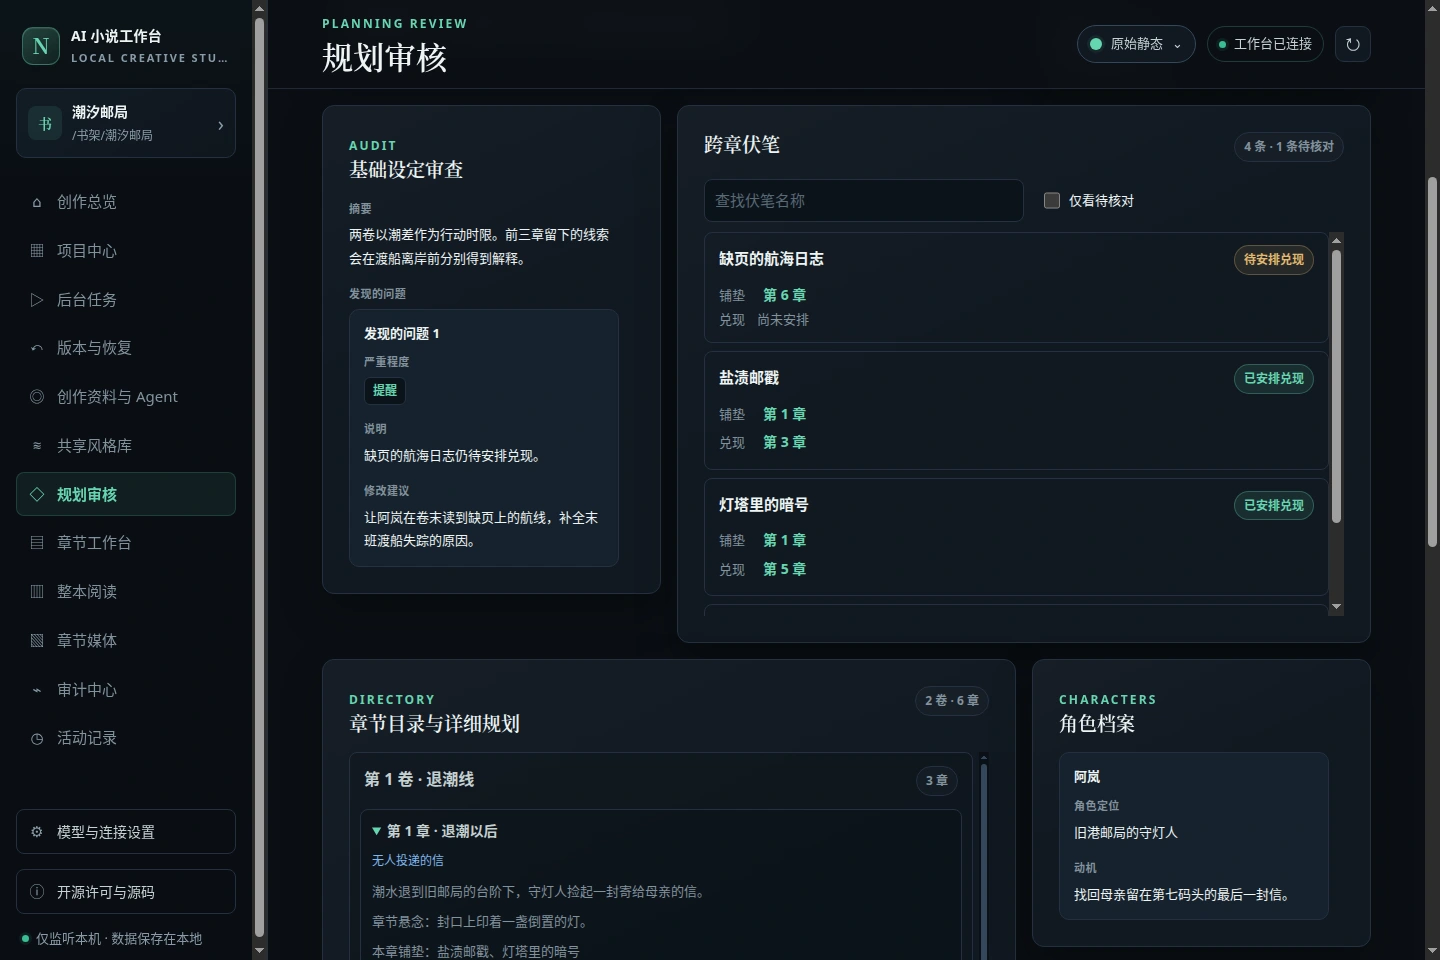 N
AI 小说工作台
LOCAL CREATIVE STU…
书
潮汐邮局
/书架/潮汐邮局
创作总览
项目中心
后台任务
版本与恢复
创作资料与 Agent
共享风格库
规划审核
章节工作台
整本阅读
章节媒体
审计中心
活动记录
模型与连接设置
开源许可与源码
仅监听本机 · 数据保存在本地
PLANNING REVIEW
规划审核
原始静态
工作台已连接
AUDIT
基础设定审查
摘要
两卷以潮差作为行动时限。前三章留下的线索
会在渡船离岸前分别得到解释。
发现的问题
发现的问题 1
严重程度
提醒
说明
缺页的航海日志仍待安排兑现。
修改建议
让阿岚在卷末读到缺页上的航线，补全末
班渡船失踪的原因。
跨章伏笔
4 条 · 1 条待核对
查找伏笔名称
仅看待核对
缺页的航海日志
待安排兑现
铺垫 第 6 章
兑现 尚未安排
盐渍邮戳
已安排兑现
铺垫 第 1 章
兑现 第 3 章
灯塔里的暗号
已安排兑现
铺垫 第 1 章
兑现 第 5 章
DIRECTORY
章节目录与详细规划
2 卷 · 6 章
第 1 卷 · 退潮线
3 章
第 1 章 · 退潮以后
无人投递的信
潮水退到旧邮局的台阶下，守灯人捡起一封寄给母亲的信。
章节悬念：封口上印着一盏倒置的灯。
本章铺垫：盐渍邮戳、灯塔里的暗号
CHARACTERS
角色档案
阿岚
角色定位
旧港邮局的守灯人
动机
找回母亲留在第七码头的最后一封信。